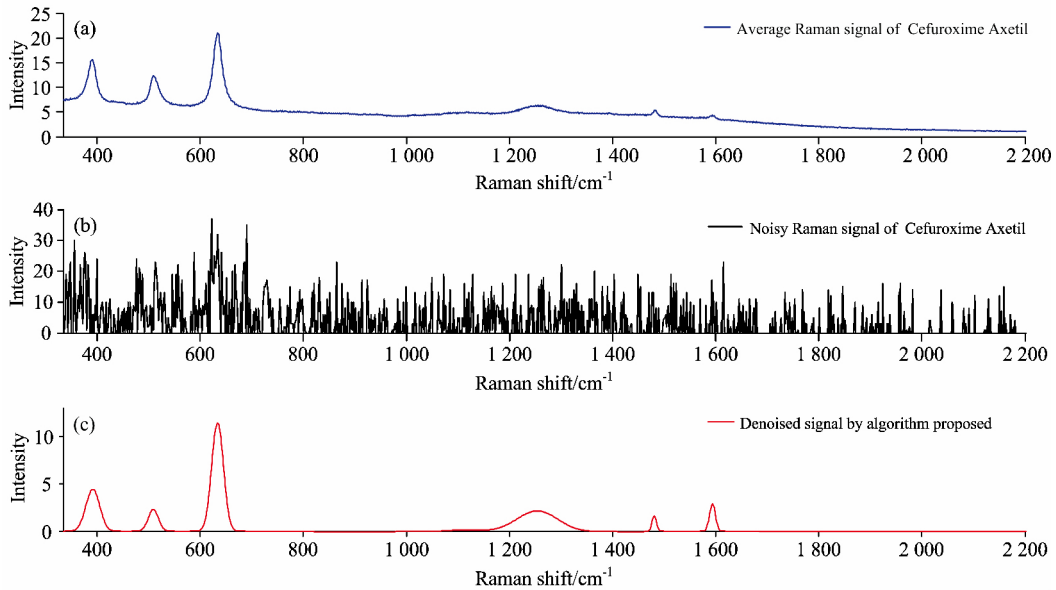 25
20
15
10
5
0
Intensity
(a)
Average Raman signal of Cefuroxime Axetil
400 600 800 1 000 1 200 1 400 1 600 1 800 2 000 2 200
Raman shift/cm-1
40
30
20
10
0
Intensity
(b)
Noisy Raman signal of Cefuroxime Axetil
400 600 800 1 000 1 200 1 400 1 600 1 800 2 000 2 200
Raman shift/cm-1
10
5
0
Intensity
(c)
Denoised signal by algorithm proposed
400 600 800 1 000 1 200 1 400 1 600 1 800 2 000 2 200
Raman shift/cm-1